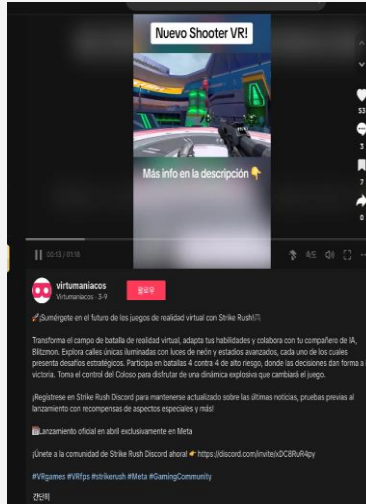 Nuevo Shooter VR!
Más info en la descripción 👇
53
3
7
0
00:13 / 01:18
속도
virtumaniacos
Virtumaniacos · 3-9
팔로우
🚀¡Sumérgete en el futuro de los juegos de realidad virtual con Strike Rush!
Transforma el campo de batalla de realidad virtual, adapta tus habilidades y colabora con tu compañero de IA,
Blitzmon. Explora calles únicas iluminadas con luces de neón y estadios avanzados, cada uno de los cuales
presenta desafíos estratégicos. Participa en batallas 4 contra 4 de alto riesgo, donde las decisiones dan forma a l
victoria. Toma el control del Coloso para disfrutar de una dinámica explosiva que cambiará el juego.
¡Regístrese en Strike Rush Discord para mantenerse actualizado sobre las últimas noticias, pruebas previas al
lanzamiento con recompensas de aspectos especiales y más!
📅Lanzamiento oficial en abril exclusivamente en Meta
¡Únete a la comunidad de Strike Rush Discord ahora! 👉 https://discord.com/invite/xDC8RuR4py
#VRgames #VRfps #strikerush #Meta #GamingCommunity
간단히